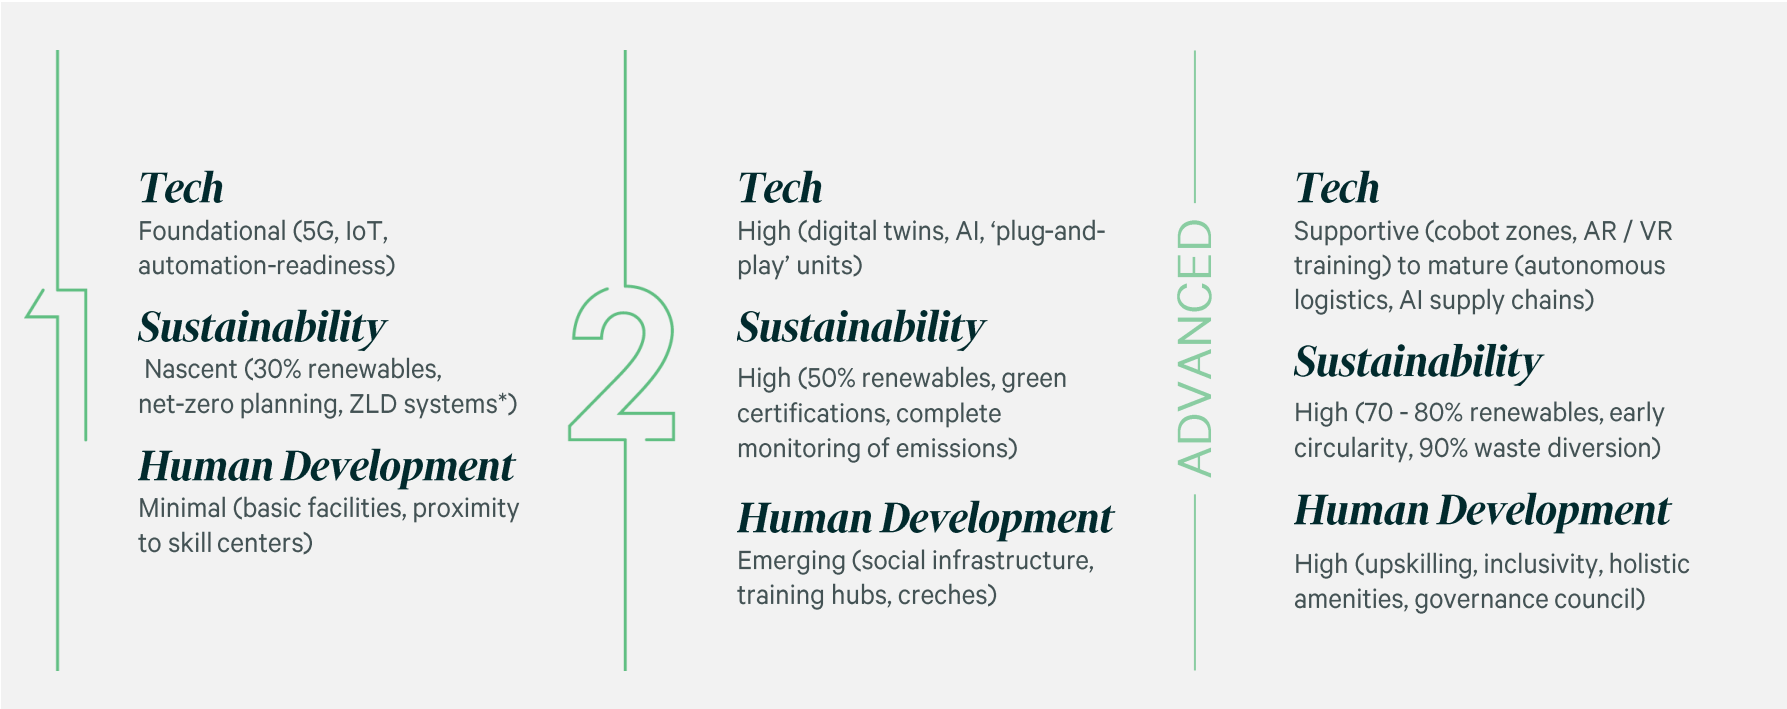 1
Tech
Foundational (5G, IoT,
automation-readiness)
Sustainability
Nascent (30% renewables,
net-zero planning, ZLD systems*)
Human Development
Minimal (basic facilities, proximity
to skill centers)
2
Tech
High (digital twins, AI, ‘plug-and-
play’ units)
Sustainability
High (50% renewables, green
certifications, complete
monitoring of emissions)
Human Development
Emerging (social infrastructure,
training hubs, creches)
ADVANCED
Tech
Supportive (cobot zones, AR / VR
training) to mature (autonomous
logistics, AI supply chains)
Sustainability
High (70 - 80% renewables, early
circularity, 90% waste diversion)
Human Development
High (upskilling, inclusivity, holistic
amenities, governance council)